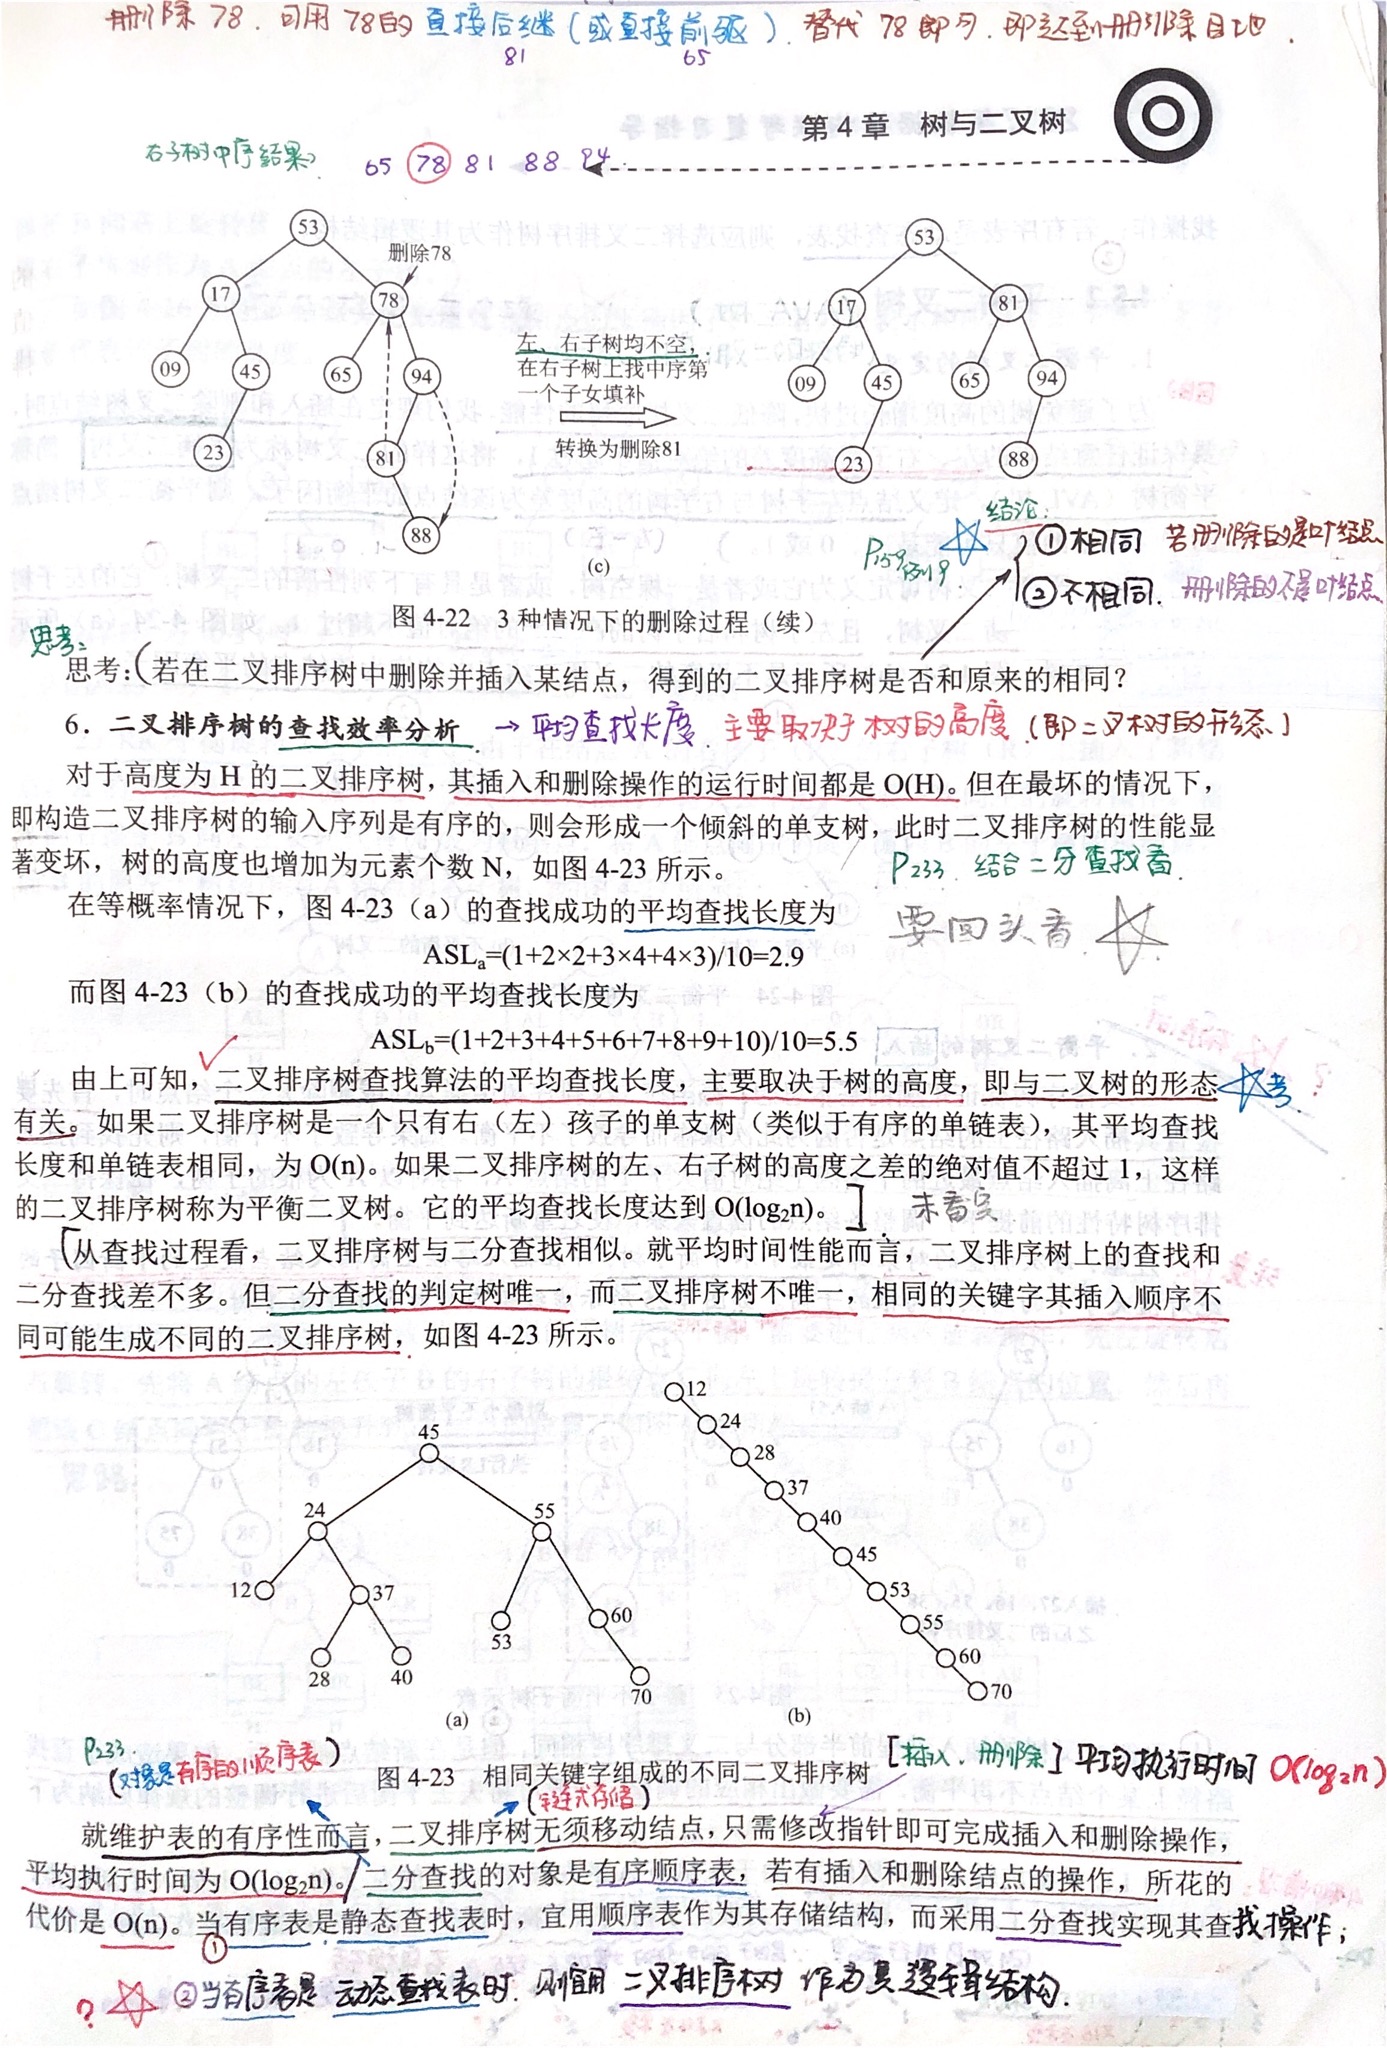 删除78.可用78的直接后继(或直接前驱).替代78即可.即达到删除目地.
81 65
第4章 树与二叉树
右子树中序结果:
65 78 81 88 94
53
删除78
17 78
09 45 65 94
23 81
88
左、右子树均不空,
在右子树上找中序第
一个子女填补
转换为删除81
53
17 81
09 45 65 94
23 88
(c)
结论:
P159例9
①相同 若删除的是叶结点
②不相同. 删除的不是叶结点
图4-22 3种情况下的删除过程(续)
思考:
思考:(若在二叉排序树中删除并插入某结点,得到的二叉排序树是否和原来的相同?
6.二叉排序树的查找效率分析 →平均查找长度.主要取决于树的高度(即二叉树的形态)
对于高度为H的二叉排序树,其插入和删除操作的运行时间都是O(H)。但在最坏的情况下,
即构造二叉排序树的输入序列是有序的,则会形成一个倾斜的单支树,此时二叉排序树的性能显
著变坏,树的高度也增加为元素个数N,如图4-23所示。
P233.结合二分查找看.
在等概率情况下,图4-23(a)的查找成功的平均查找长度为
要回头看.
ASLa=(1+2×2+3×4+4×3)/10=2.9
而图4-23(b)的查找成功的平均查找长度为
ASLb=(1+2+3+4+5+6+7+8+9+10)/10=5.5
由上可知,二叉排序树查找算法的平均查找长度,主要取决于树的高度,即与二叉树的形态 考.
有关。如果二叉排序树是一个只有右(左)孩子的单支树(类似于有序的单链表),其平均查找
长度和单链表相同,为O(n)。如果二叉排序树的左、右子树的高度之差的绝对值不超过1,这样
的二叉排序树称为平衡二叉树。它的平均查找长度达到O(log2n)。] 未看完
[从查找过程看,二叉排序树与二分查找相似。就平均时间性能而言,二叉排序树上的查找和
二分查找差不多。但二分查找的判定树唯一,而二叉排序树不唯一,相同的关键字其插入顺序不
同可能生成不同的二叉排序树,如图4-23所示。
45
24 55
12 37 53 60
28 40 70
(a)
12
24
28
37
40
45
53
55
60
70
(b)
P233.
(对象是有序的顺序表)
图4-23 相同关键字组成的不同二叉排序树
[插入、删除]平均执行时间O(log2n)
(链式存储)
就维护表的有序性而言,二叉排序树无须移动结点,只需修改指针即可完成插入和删除操作,
平均执行时间为O(log2n)。/二分查找的对象是有序顺序表,若有插入和删除结点的操作,所花的
代价是O(n)。当有序表是静态查找表时,宜用顺序表作为其存储结构,而采用二分查找实现其查找操作;
①
? ②当有序表是动态查找表时.则宜用二叉排序树作为其逻辑结构.